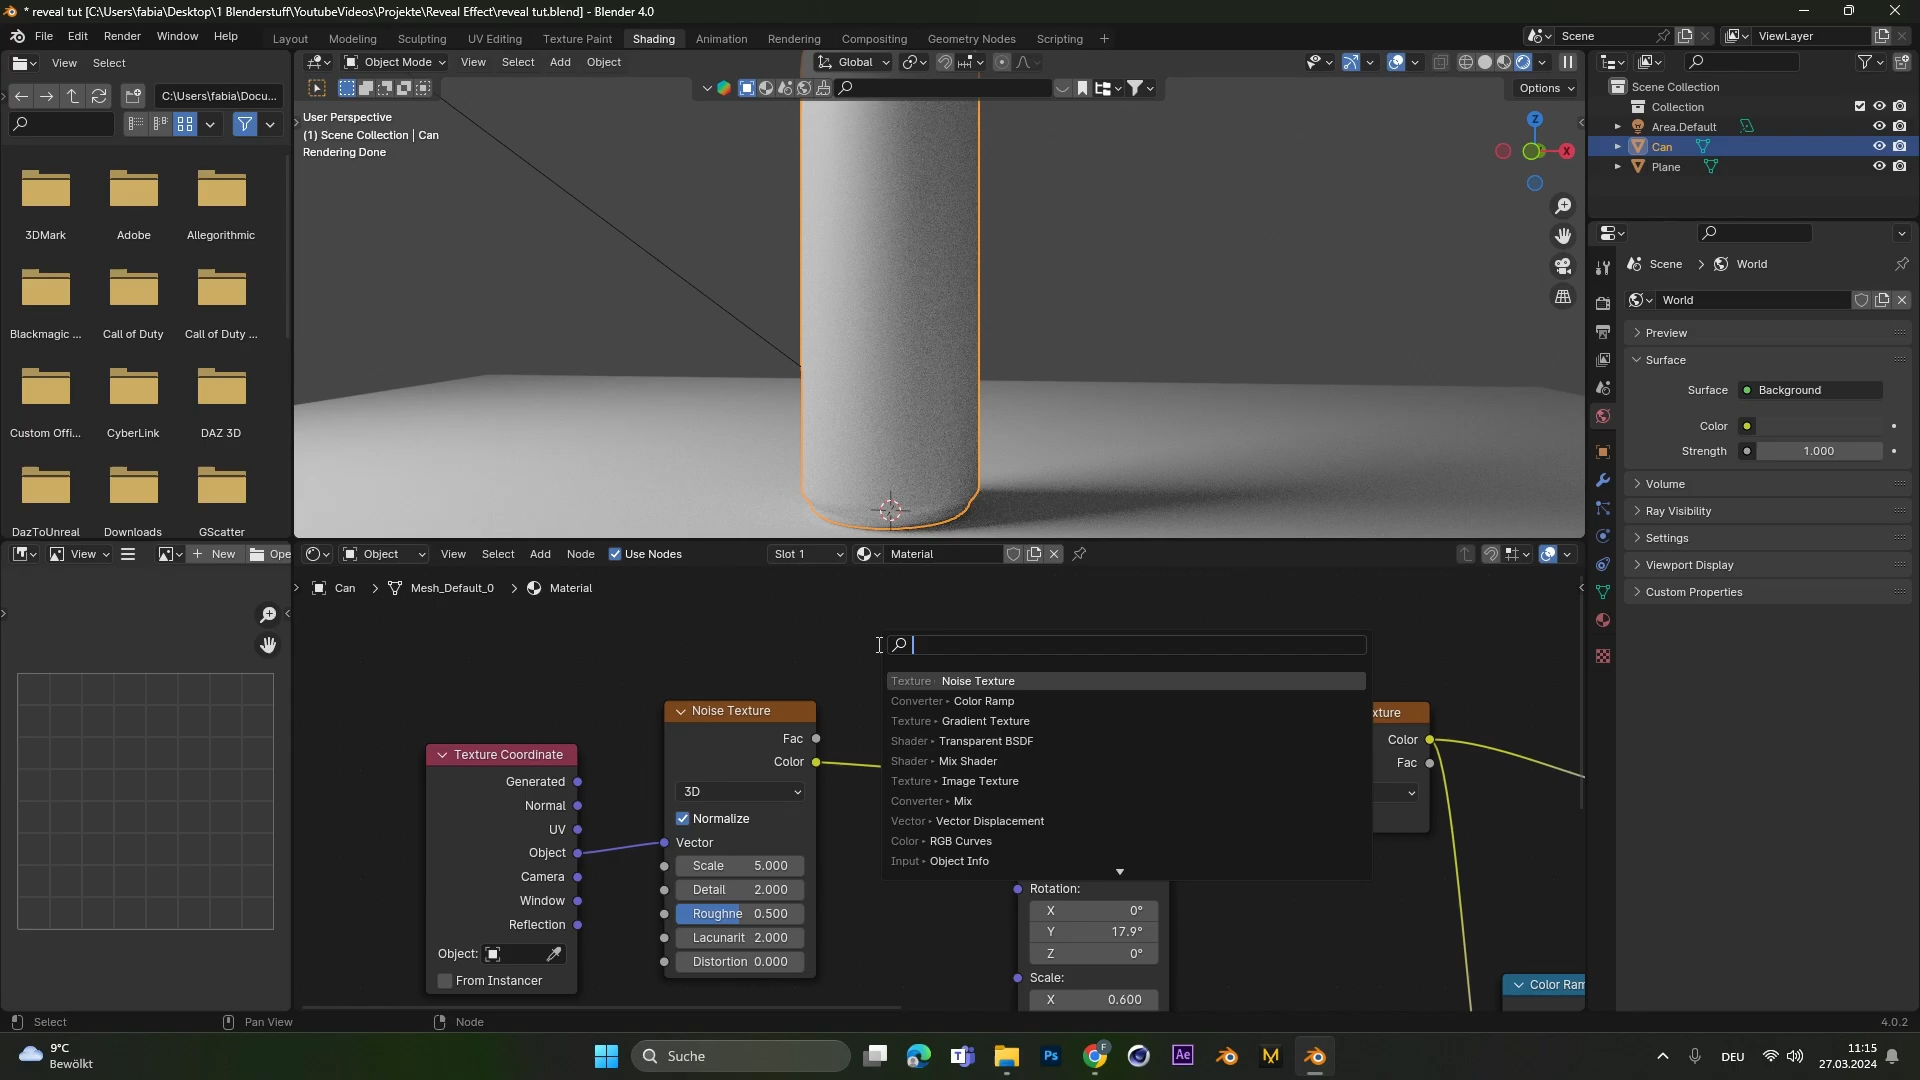 * reveal tut [C:\Users\fabia\Desktop\1 Blenderstuff\YoutubeVideos\Projekte\Reveal Effect\reveal tut.blend] - Blender 4.0
File Edit Render Window Help
Layout Modeling Sculpting UV Editing Texture Paint Shading Animation Rendering Compositing Geometry Nodes Scripting +
Scene
ViewLayer
View Select
Object Mode View Select Add Object
Global
C:\Users\fabia\Docu...
Options
User Perspective
(1) Scene Collection | Can
Rendering Done
Z
X
3DMark Adobe Allegorithmic
Blackmagic ... Call of Duty Call of Duty ...
Custom Offi... CyberLink DAZ 3D
DazToUnreal Downloads GScatter
Scene Collection
Collection
Area.Default
Can
Plane
Scene > World
World
Preview
Surface
Surface Background
Color
Strength 1.000
Volume
Ray Visibility
Settings
Viewport Display
Custom Properties
View New Ope
Object View Select Add Node Use Nodes Slot 1 Material
Can > Mesh_Default_0 > Material
Texture Noise Texture
Converter Color Ramp
Texture Gradient Texture
Shader Transparent BSDF
Shader Mix Shader
Texture Image Texture
Converter Mix
Vector Vector Displacement
Color RGB Curves
Input Object Info
Texture Coordinate
Generated
Normal
UV
Object
Camera
Window
Reflection
Object:
From Instancer
Noise Texture
Fac
Color
3D
Normalize
Vector
Scale 5.000
Detail 2.000
Roughne 0.500
Lacunarit 2.000
Distortion 0.000
Rotation:
X 0°
Y 17.9°
Z 0°
Scale:
X 0.600
xture
Color
Fac
Color Ram
Select Pan View Node
4.0.2
9°C
Bewölkt
Suche
Ps
Ae
F
DEU
11:15
27.03.2024